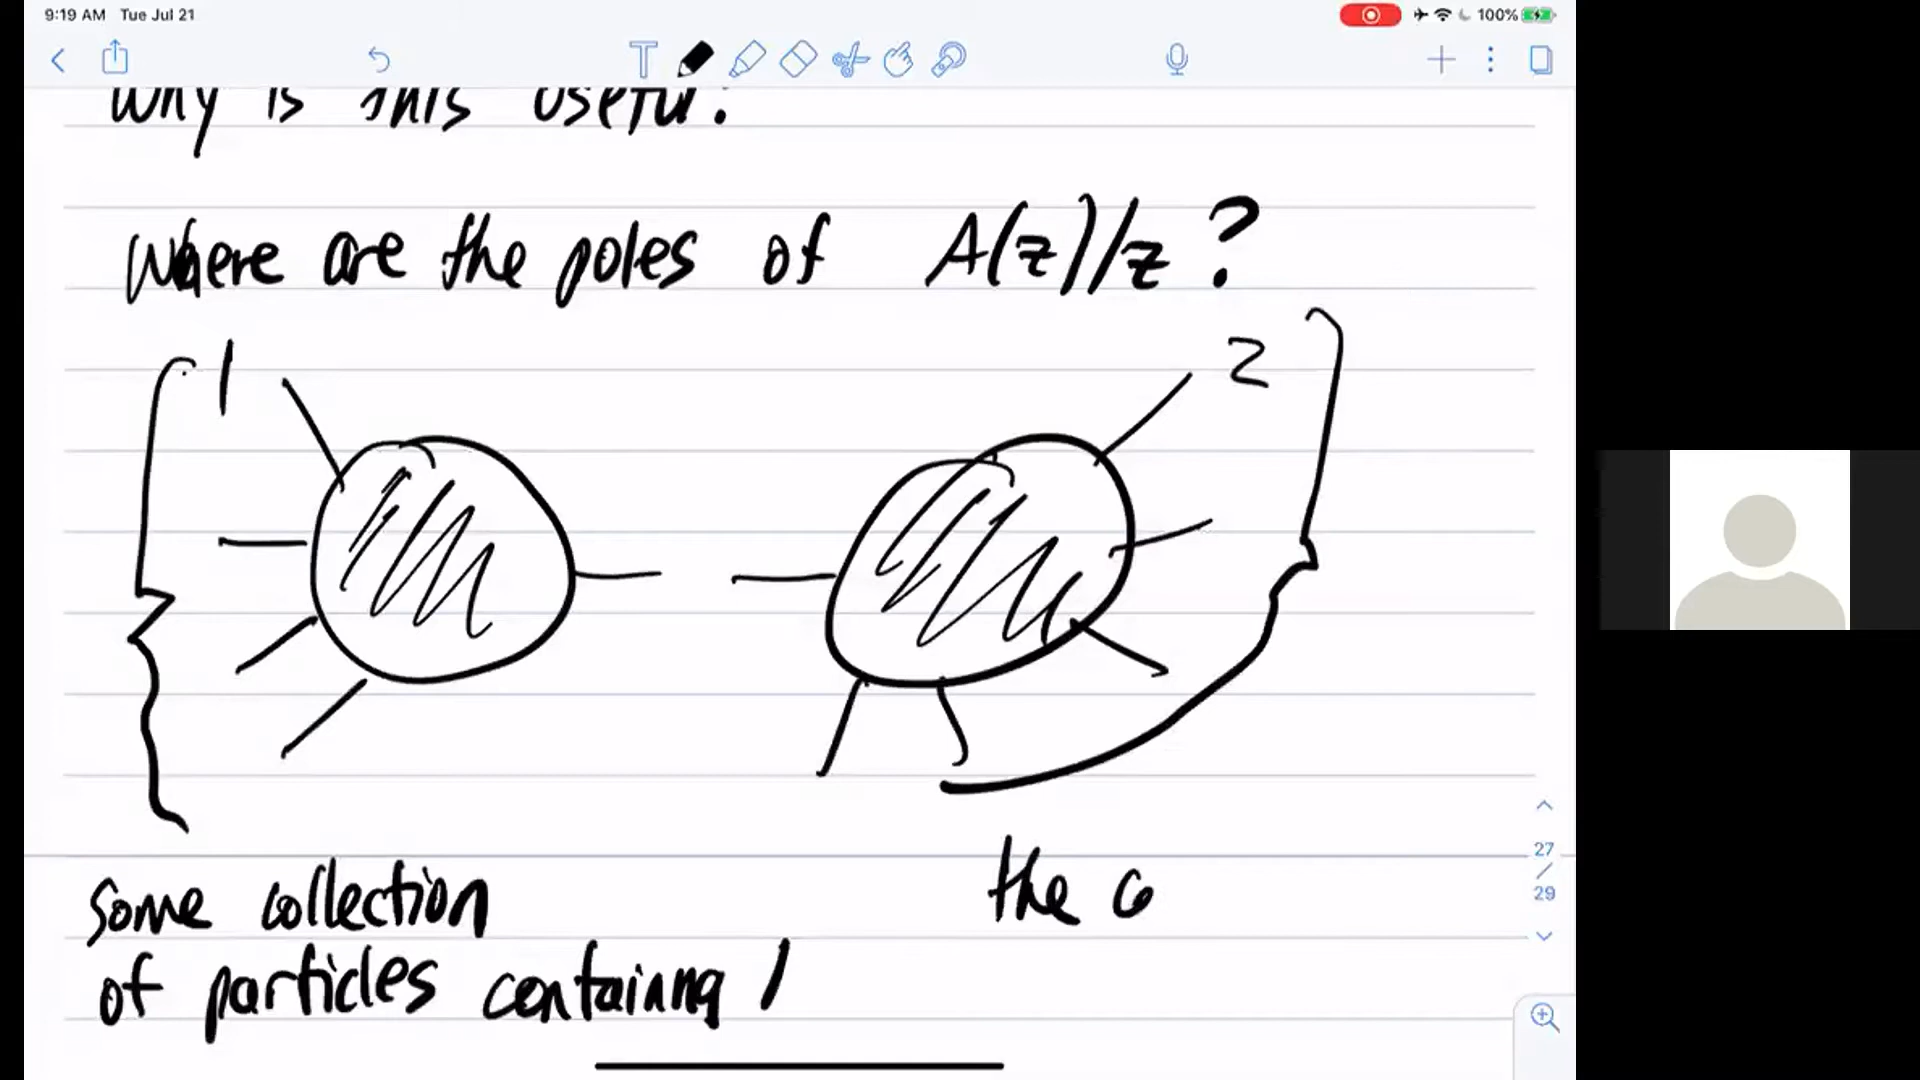 9:19 AM Tue Jul 21
100%
Why is this useful?
Where are the poles of A(z)/z ?
1
2
27
/
29
some collection
the co
of particles containing 1